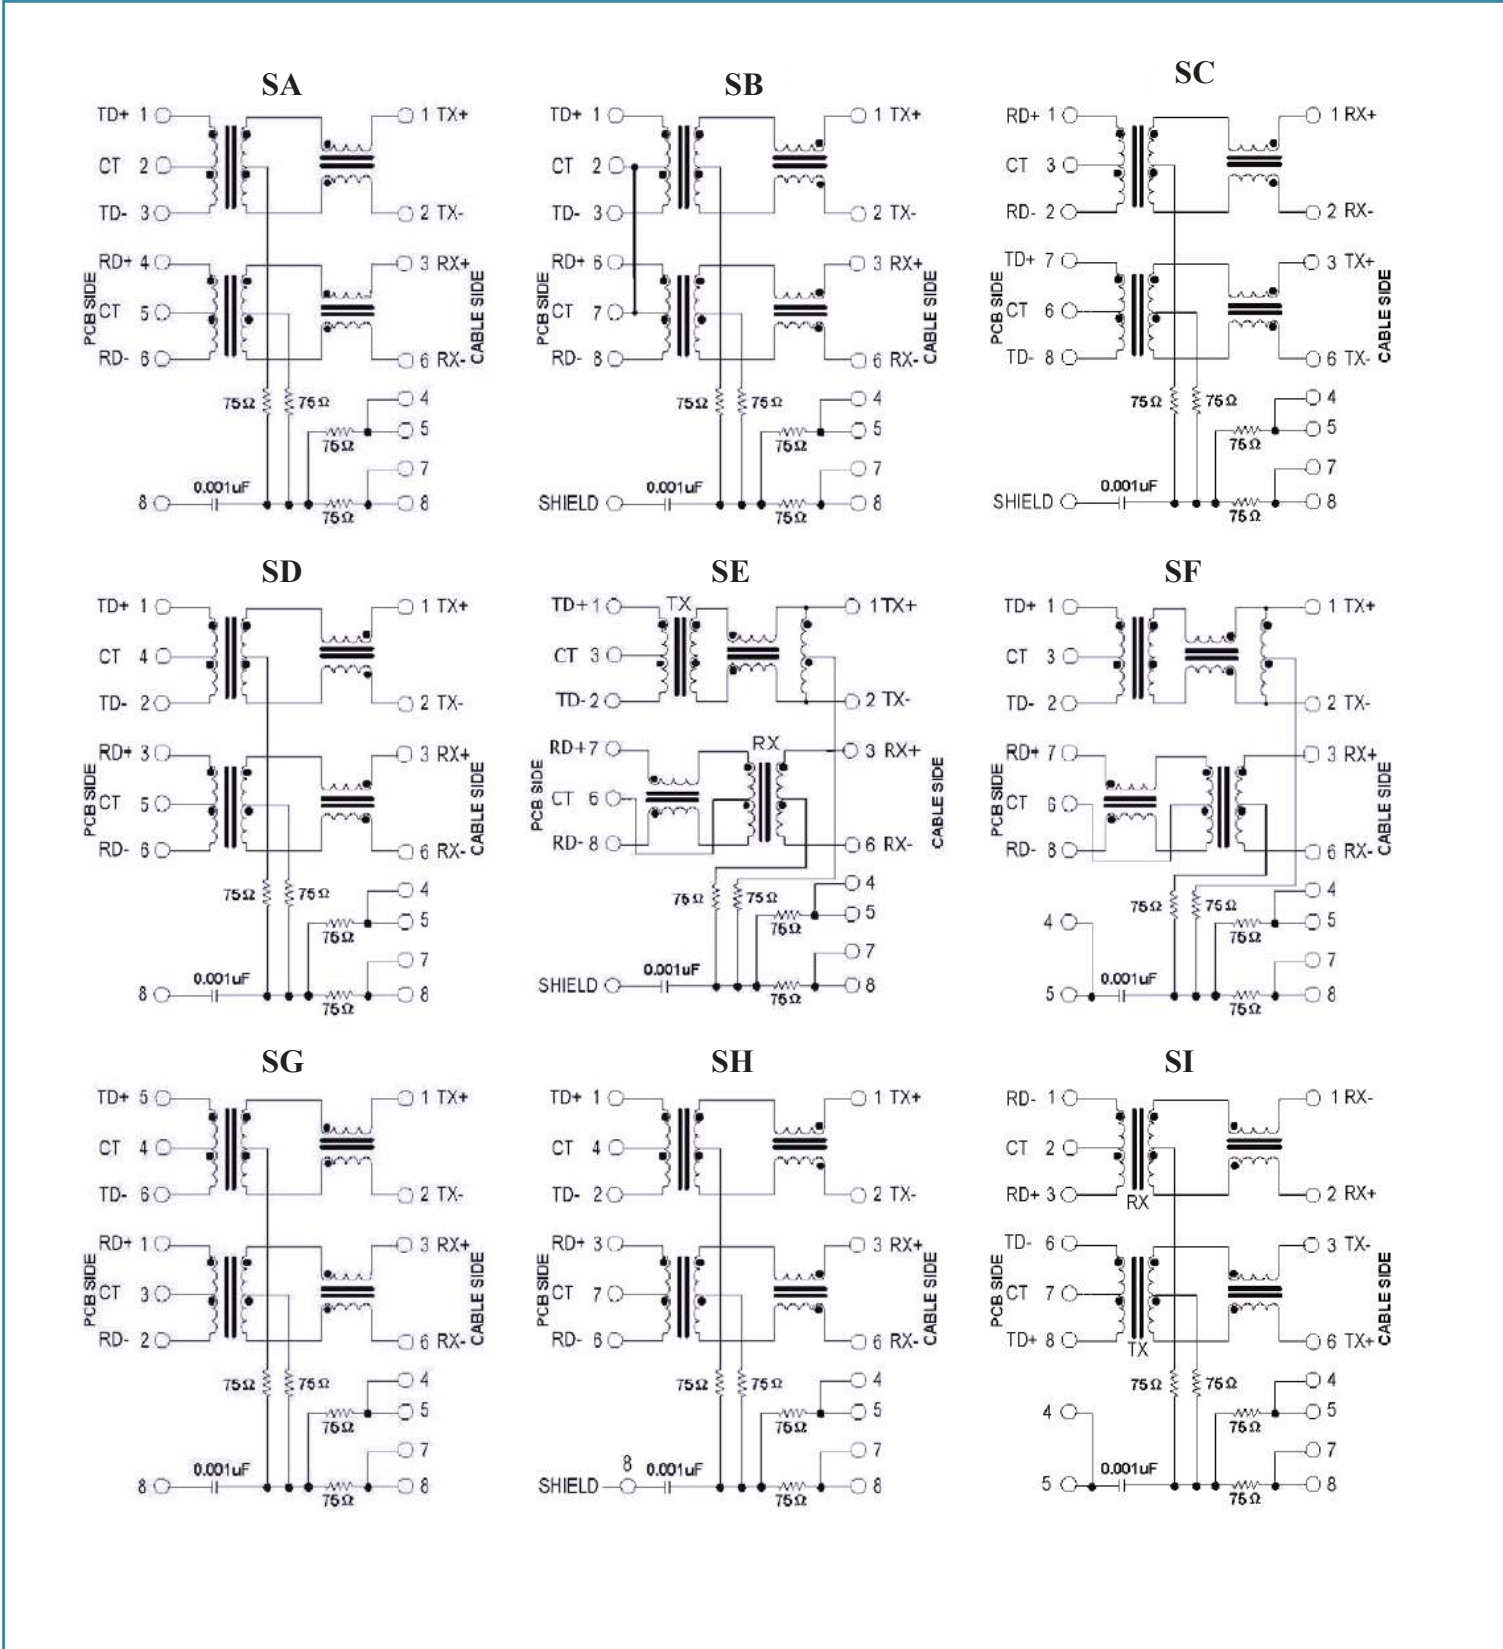 SA
TD+ 1 1 TX+
CT 2
TD- 3 2 TX-
RD+ 4 3 RX+
PCB SIDE CT 5 CABLE SIDE
RD- 6 6 RX-
75Ω 75Ω 4
75Ω 5
7
8 0.001uF 75Ω 8
SB
TD+ 1 1 TX+
CT 2
TD- 3 2 TX-
RD+ 6 3 RX+
PCB SIDE CT 7 CABLE SIDE
RD- 8 6 RX-
75Ω 75Ω 4
75Ω 5
7
SHIELD 0.001uF 75Ω 8
SC
RD+ 1 1 RX+
CT 3
RD- 2 2 RX-
TD+ 7 3 TX+
PCB SIDE CT 6 CABLE SIDE
TD- 8 6 TX-
75Ω 75Ω 4
75Ω 5
7
SHIELD 0.001uF 75Ω 8
SD
TD+ 1 1 TX+
CT 4
TD- 2 2 TX-
RD+ 3 3 RX+
PCB SIDE CT 5 CABLE SIDE
RD- 6 6 RX-
75Ω 75Ω 4
75Ω 5
7
8 0.001uF 75Ω 8
SE
TD+ 1 TX 1 TX+
CT 3
TD- 2 2 TX-
RD+ 7 RX 3 RX+
PCB SIDE CT 6 CABLE SIDE
RD- 8 6 RX-
75Ω 75Ω 4
75Ω 5
7
SHIELD 0.001uF 75Ω 8
SF
TD+ 1 1 TX+
CT 3
TD- 2 2 TX-
RD+ 7 3 RX+
PCB SIDE CT 6 CABLE SIDE
RD- 8 6 RX-
75Ω 75Ω 4
4 75Ω 5
7
5 0.001uF 75Ω 8
SG
TD+ 5 1 TX+
CT 4
TD- 6 2 TX-
RD+ 1 3 RX+
PCB SIDE CT 3 CABLE SIDE
RD- 2 6 RX-
75Ω 75Ω 4
75Ω 5
7
8 0.001uF 75Ω 8
SH
TD+ 1 1 TX+
CT 4
TD- 2 2 TX-
RD+ 3 3 RX+
PCB SIDE CT 7 CABLE SIDE
RD- 6 6 RX-
75Ω 75Ω 4
75Ω 5
7
SHIELD 8 0.001uF 75Ω 8
SI
RD- 1 1 RX-
CT 2
RD+ 3 RX 2 RX+
TD- 6 3 TX-
PCB SIDE CT 7 CABLE SIDE
TD+ 8 TX 6 TX+
75Ω 75Ω 4
4 75Ω 5
7
5 0.001uF 75Ω 8